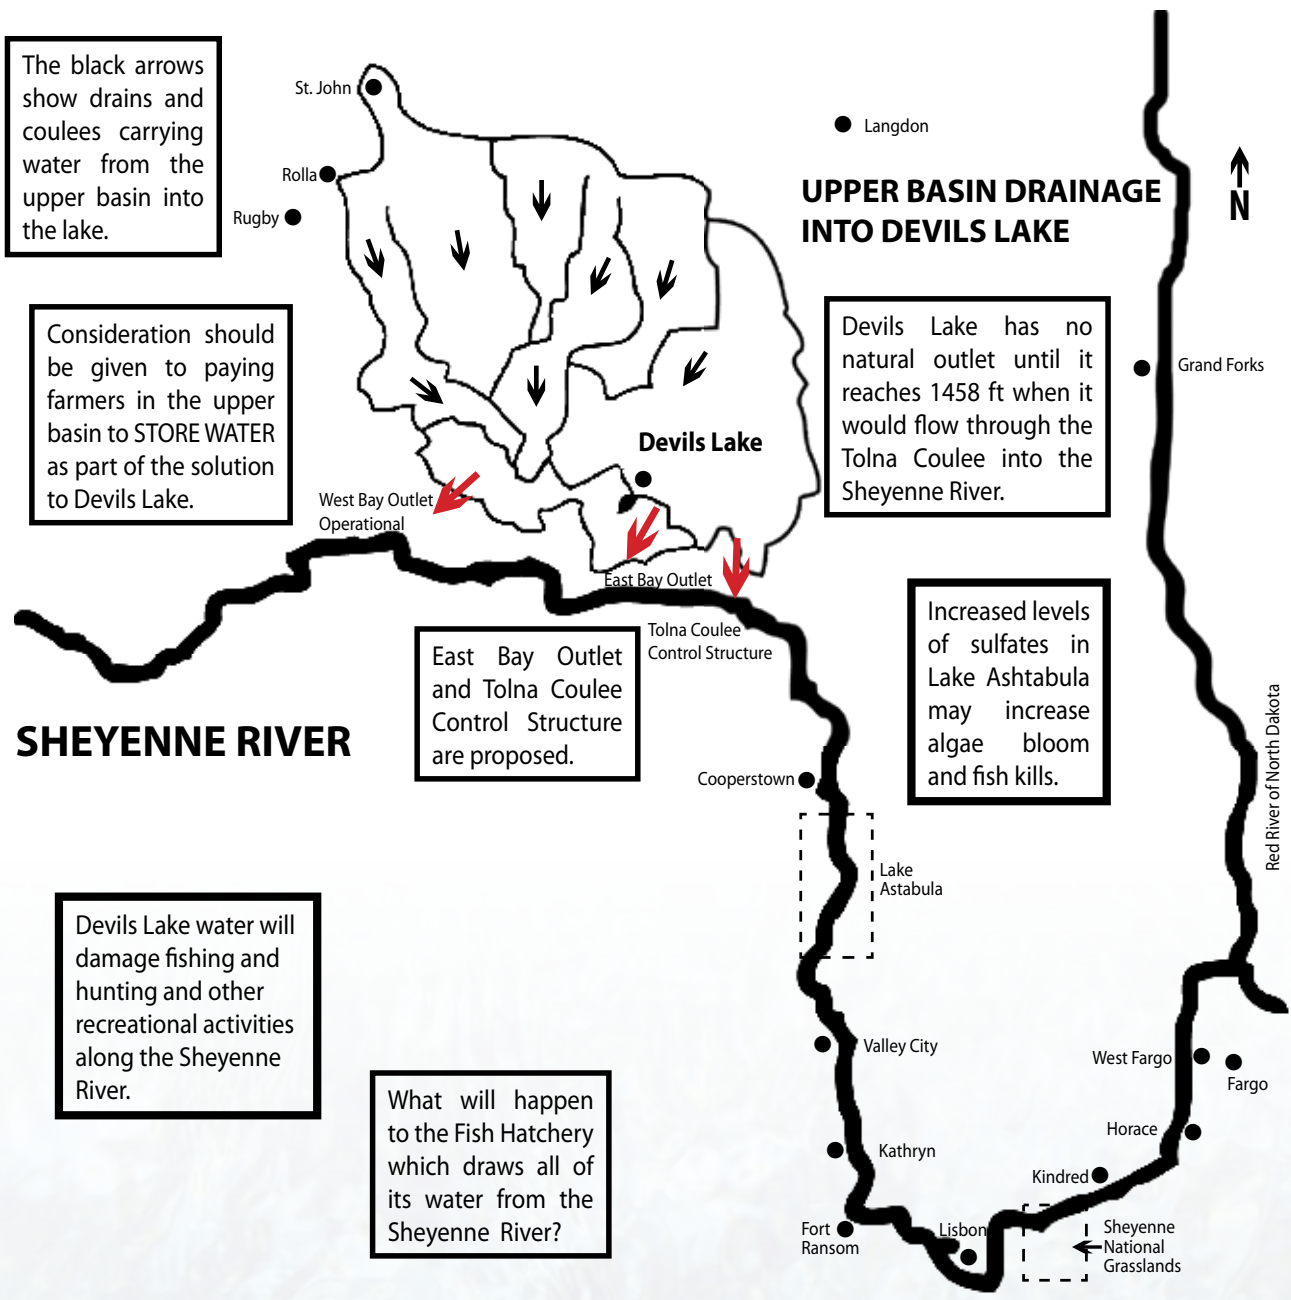 The black arrows
show drains and
coulees carrying
water from the
upper basin into
the lake.
St. John
Rolla
Rugby
Langdon
UPPER BASIN DRAINAGE
INTO DEVILS LAKE
N
Consideration should
be given to paying
farmers in the upper
basin to STORE WATER
as part of the solution
to Devils Lake.
Devils Lake has no
natural outlet until it
reaches 1458 ft when it
would flow through the
Tolna Coulee into the
Sheyenne River.
Grand Forks
Devils Lake
West Bay Outlet
Operational
East Bay Outlet
Tolna Coulee
Control Structure
East Bay Outlet
and Tolna Coulee
Control Structure
are proposed.
Increased levels
of sulfates in
Lake Ashtabula
may increase
algae bloom
and fish kills.
SHEYENNE RIVER
Cooperstown
Red River of North Dakota
Lake
Astabula
Devils Lake water will
damage fishing and
hunting and other
recreational activities
along the Sheyenne
River.
What will happen
to the Fish Hatchery
which draws all of
its water from the
Sheyenne River?
Valley City
West Fargo
Fargo
Horace
Kathryn
Kindred
Fort
Ransom
Lisbon
Sheyenne
National
Grasslands